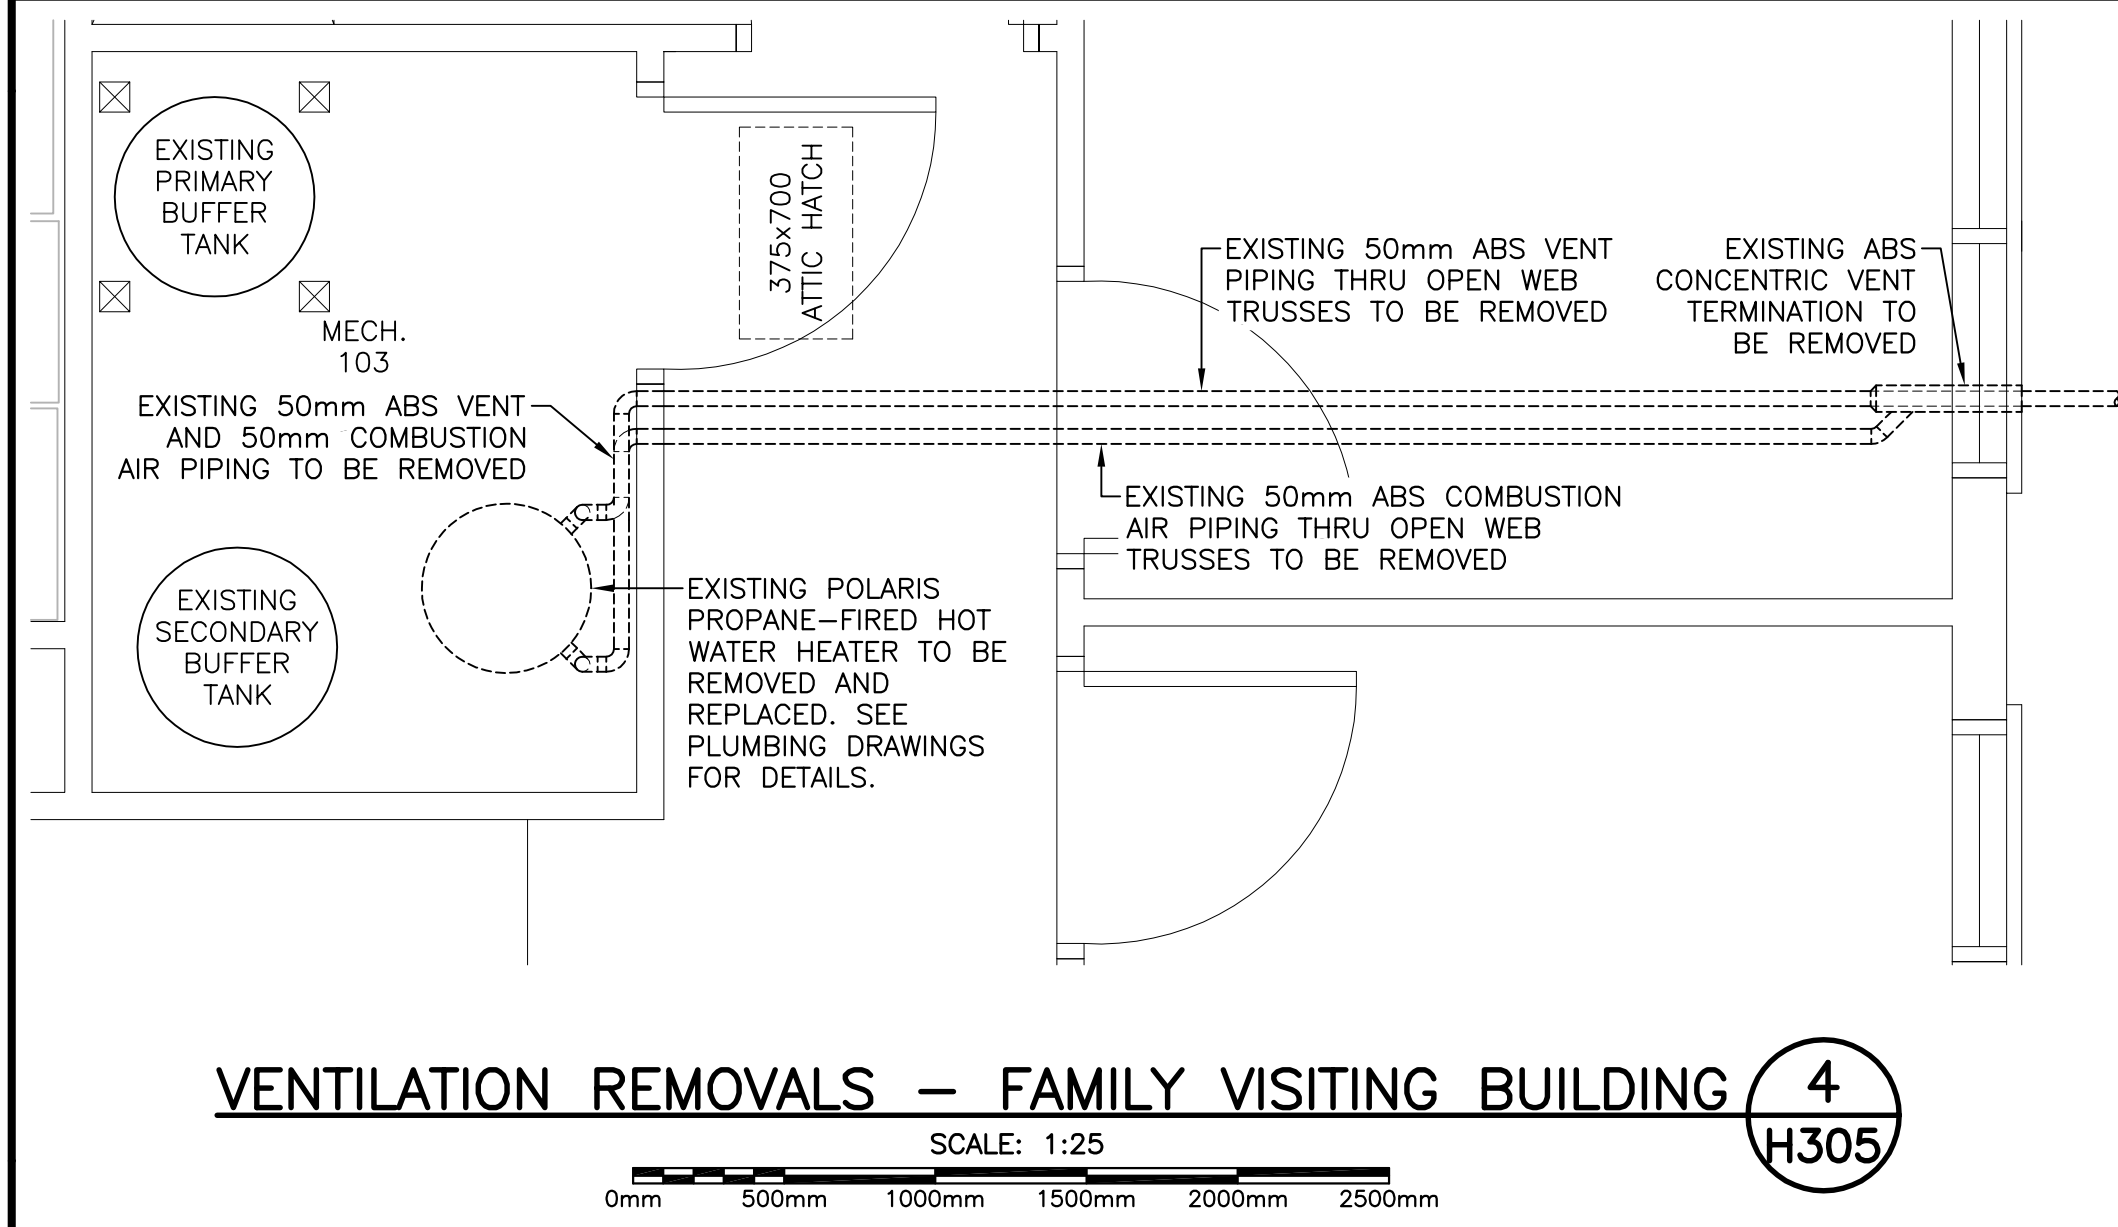 EXISTING
PRIMARY
BUFFER
TANK
375x700
ATTIC HATCH
MECH.
103
EXISTING 50mm ABS VENT
PIPING THRU OPEN WEB
TRUSSES TO BE REMOVED
EXISTING ABS
CONCENTRIC VENT
TERMINATION TO
BE REMOVED
EXISTING 50mm ABS VENT
AND 50mm COMBUSTION
AIR PIPING TO BE REMOVED
EXISTING 50mm ABS COMBUSTION
AIR PIPING THRU OPEN WEB
TRUSSES TO BE REMOVED
EXISTING
SECONDARY
BUFFER
TANK
EXISTING POLARIS
PROPANE–FIRED HOT
WATER HEATER TO BE
REMOVED AND
REPLACED. SEE
PLUMBING DRAWINGS
FOR DETAILS.
VENTILATION REMOVALS – FAMILY VISITING BUILDING
4
H305
SCALE: 1:25
0mm 500mm 1000mm 1500mm 2000mm 2500mm